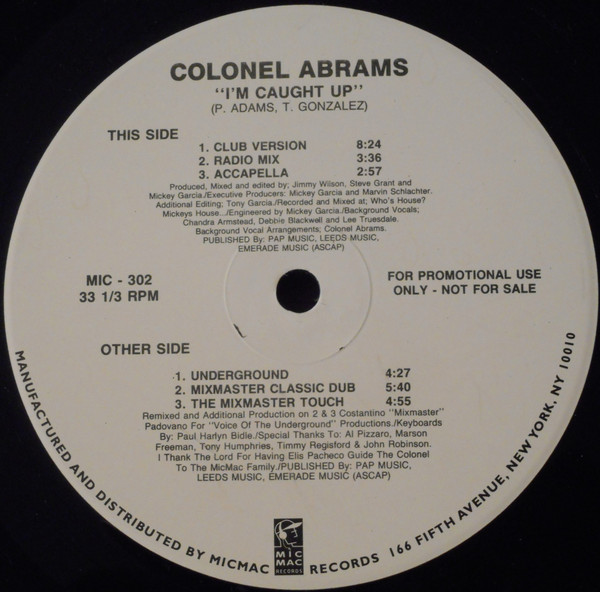 COLONEL ABRAMS
"I'M CAUGHT UP"
(P. ADAMS, T. GONZALEZ)
THIS SIDE
1. CLUB VERSION 8:24
2. RADIO MIX 3:36
3. ACCAPELLA 2:57
Produced, Mixed and edited by; Jimmy Wilson, Steve Grant and
Mickey Garcia./Executive Producers: Mickey Garcia and Marvin Schlachter.
Additional Editing; Tony Garcia./Recorded and Mixed at; Who's House?
Mickeys House.../Engineered by Mickey Garcia./Background Vocals;
Chandra Armstead, Debbie Blackwell and Lee Truesdale.
Background Vocal Arrangements; Colonel Abrams.
PUBLISHED By: PAP MUSIC, LEEDS MUSIC,
EMERADE MUSIC (ASCAP)
MIC - 302
33 1/3 RPM
FOR PROMOTIONAL USE
ONLY - NOT FOR SALE
OTHER SIDE
1. UNDERGROUND 4:27
2. MIXMASTER CLASSIC DUB 5:40
3. THE MIXMASTER TOUCH 4:55
Remixed and Additional Production on 2 & 3 Costantino "Mixmaster"
Padovano For "Voice Of The Underground" Productions./Keyboards
By: Paul Harlyn Bidle./Special Thanks To: Al Pizzaro, Marson
Freeman, Tony Humphries, Timmy Regisford & John Robinson.
I Thank The Lord For Having Elis Pacheco Guide The Colonel
To The MicMac Family./PUBLISHED By: PAP MUSIC,
LEEDS MUSIC, EMERADE MUSIC (ASCAP)
MANUFACTURED AND DISTRIBUTED BY MICMAC RECORDS 166 FIFTH AVENUE, NEW YORK, NY 10010
MIC
MAC
RECORDS